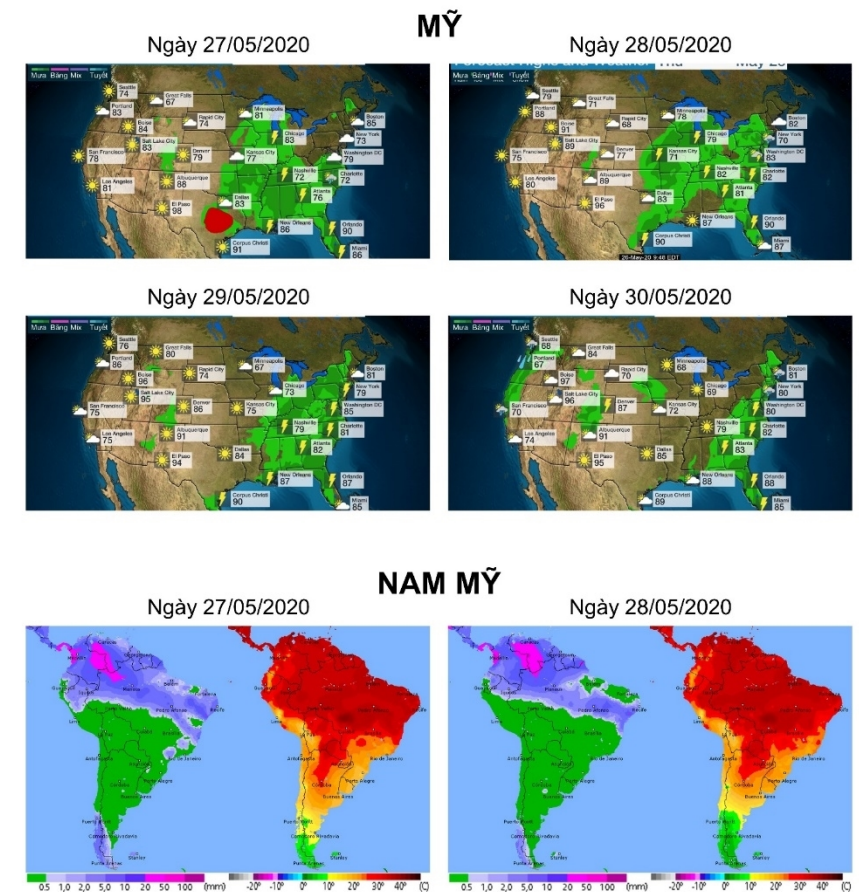 MỸ
Ngày 27/05/2020
Ngày 28/05/2020
Mưa Băng Mix Tuyết
Seattle
74
Great Falls
67
Portland
83
Boise
84
Rapid City
74
Minneapolis
81
Boston
85
Salt Lake City
83
Chicago
83
New York
73
San Francisco
78
Denver
79
Kansas City
77
Washington DC
79
Los Angeles
81
Albuquerque
88
Nashville
72
Charlotte
72
El Paso
98
Dallas
83
Atlanta
76
New Orleans
86
Orlando
90
Corpus Christi
91
Miami
86
Mưa Băng Mix Tuyết
Seattle
79
Great Falls
71
Portland
88
Boise
91
Rapid City
68
Minneapolis
78
Boston
82
Salt Lake City
89
Chicago
79
New York
70
San Francisco
75
Denver
77
Kansas City
71
Washington DC
83
Los Angeles
80
Albuquerque
89
Nashville
82
Charlotte
82
El Paso
96
Dallas
83
Atlanta
81
New Orleans
87
Orlando
90
Corpus Christi
90
Miami
87
26-May-20 9:46 EDT
Ngày 29/05/2020
Ngày 30/05/2020
Mưa Băng Mix Tuyết
Seattle
76
Great Falls
80
Portland
86
Boise
96
Rapid City
74
Minneapolis
67
Boston
81
Salt Lake City
95
Chicago
73
New York
79
San Francisco
75
Denver
86
Kansas City
75
Washington DC
85
Los Angeles
75
Albuquerque
91
Nashville
79
Charlotte
81
El Paso
94
Dallas
84
Atlanta
82
New Orleans
87
Orlando
87
Corpus Christi
90
Miami
85
Mưa Băng Mix Tuyết
Seattle
68
Great Falls
84
Portland
67
Boise
97
Rapid City
70
Minneapolis
68
Boston
81
Salt Lake City
96
Chicago
69
New York
80
San Francisco
70
Denver
87
Kansas City
72
Washington DC
80
Los Angeles
74
Albuquerque
91
Nashville
79
Charlotte
82
El Paso
95
Dallas
85
Atlanta
83
New Orleans
88
Orlando
88
Corpus Christi
89
Miami
85
NAM MỸ
Ngày 27/05/2020
Ngày 28/05/2020
0.5 1,0 2,0 5,0 10 20 50 100 (mm)
-20° -10° 0° 10° 20° 30° 40° (C)
0.5 1,0 2,0 5,0 10 20 50 100 (mm)
-20° -10° 0° 10° 20° 30° 40° (C)